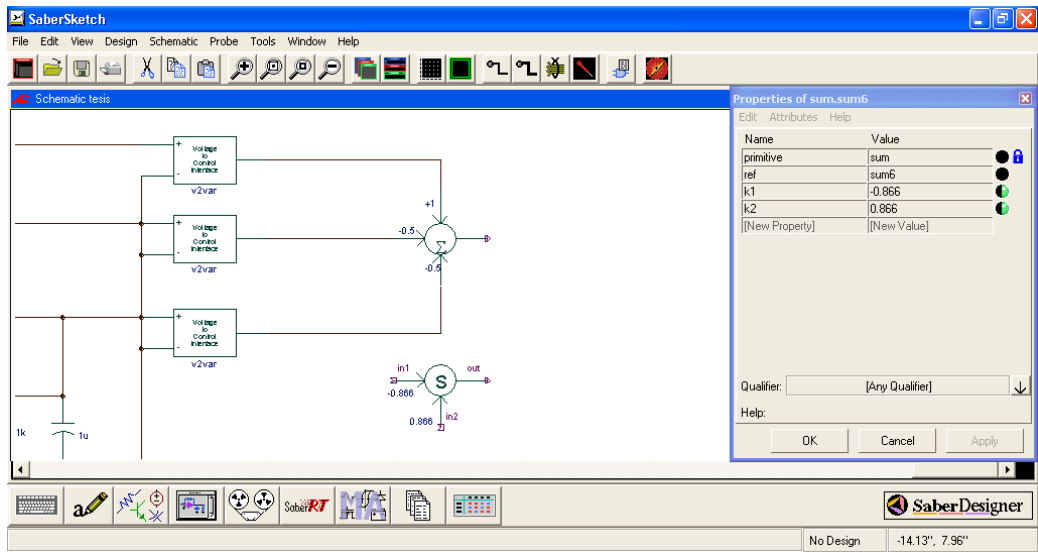 SaberSketch
File Edit View Design Schematic Probe Tools Window Help
Schematic tesis
Properties of sum.sum6
Edit Attributes Help
Name Value
primitive sum
ref sum6
k1 -0.866
k2 0.866
[New Property] [New Value]
Qualifier: [Any Qualifier]
Help:
OK Cancel Apply
+ Voltage
to
Control
- Interface
v2var
+1
+ Voltage
to
Control
- Interface
v2var
-0.5
Σ
-0.5
+ Voltage
to
Control
- Interface
v2var
in1 out
S
-0.866
0.866 in2
1k 1u
a
SaberRT
MA
SaberDesigner
No Design -14.13", 7.96"